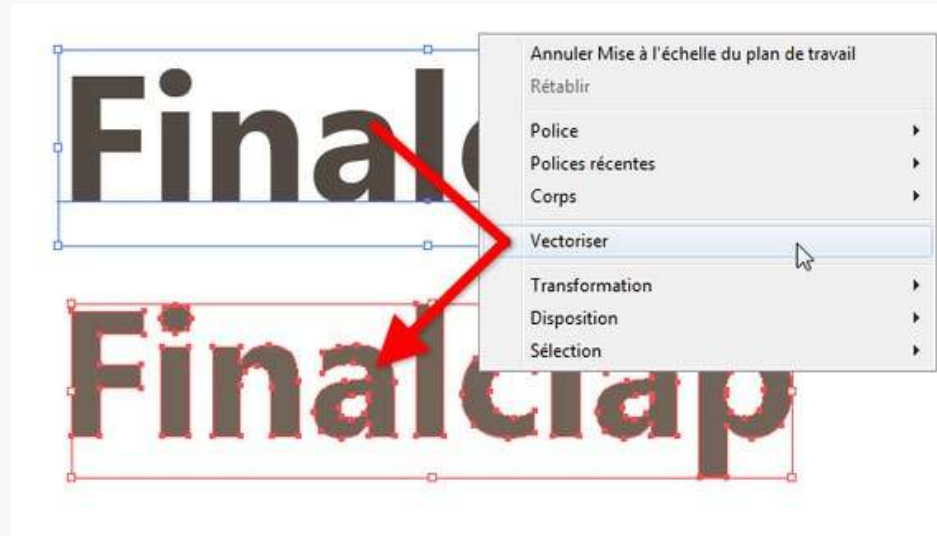 Finalc
Annuler Mise à l'échelle du plan de travail
Rétablir
Police
Polices récentes
Corps
Vectoriser
Transformation
Disposition
Sélection
Finalclap